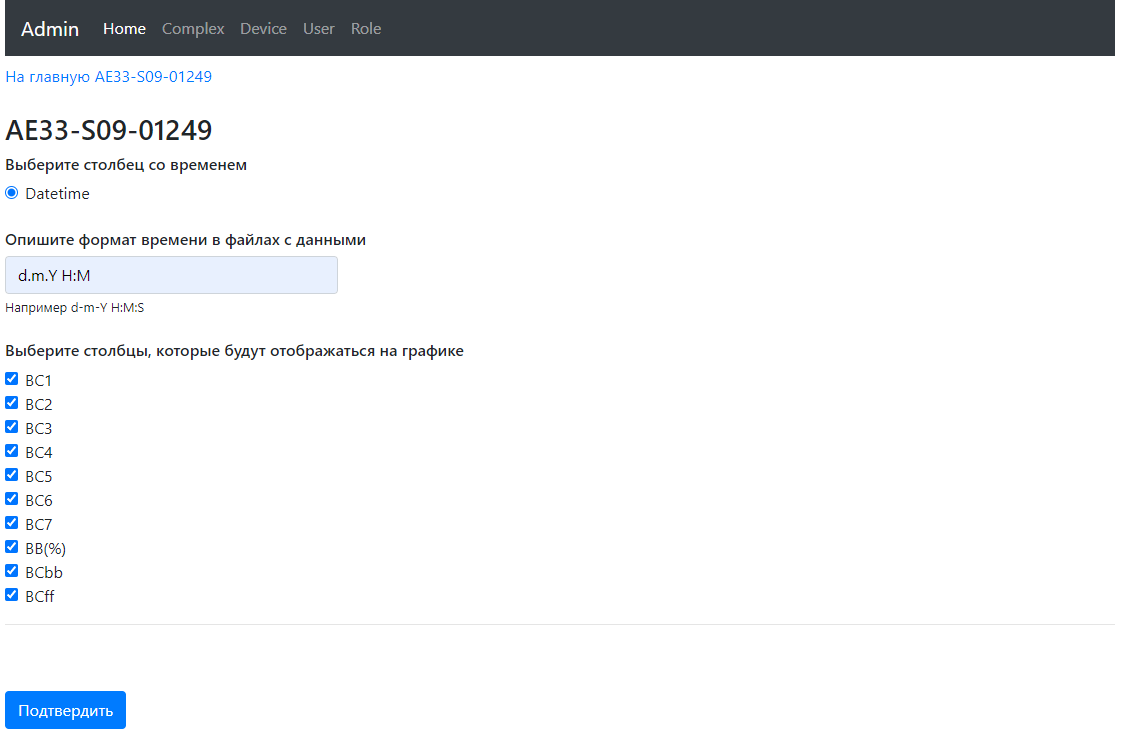 Admin Home Complex Device User Role
На главную AE33-S09-01249
AE33-S09-01249
Выберите столбец со временем
Datetime
Опишите формат времени в файлах с данными
d.m.Y H:M
Например d-m-Y H:M:S
Выберите столбцы, которые будут отображаться на графике
BC1
BC2
BC3
BC4
BC5
BC6
BC7
BB(%)
BCbb
BCff
Подтвердить